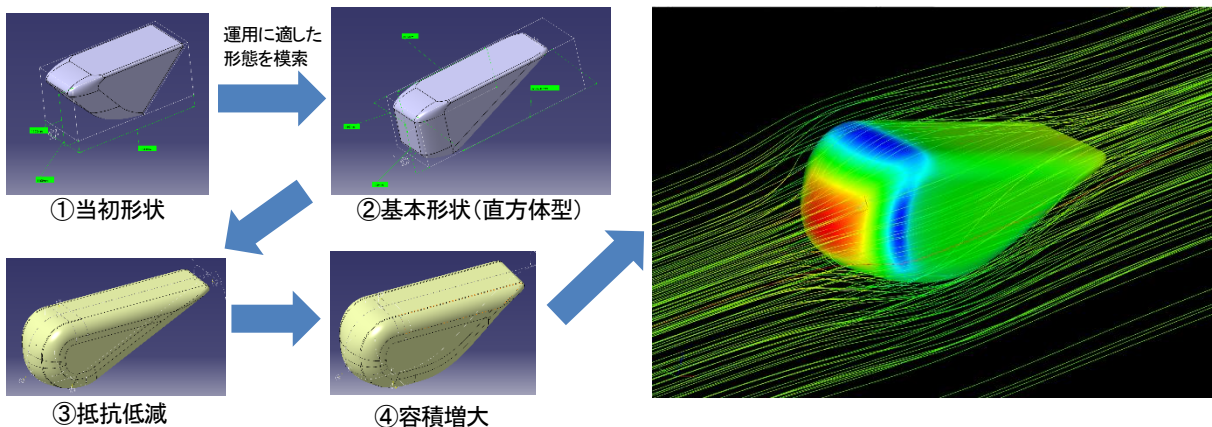 運用に適した
形態を模索
①当初形状
②基本形状（直方体型）
③抵抗低減
④容積増大